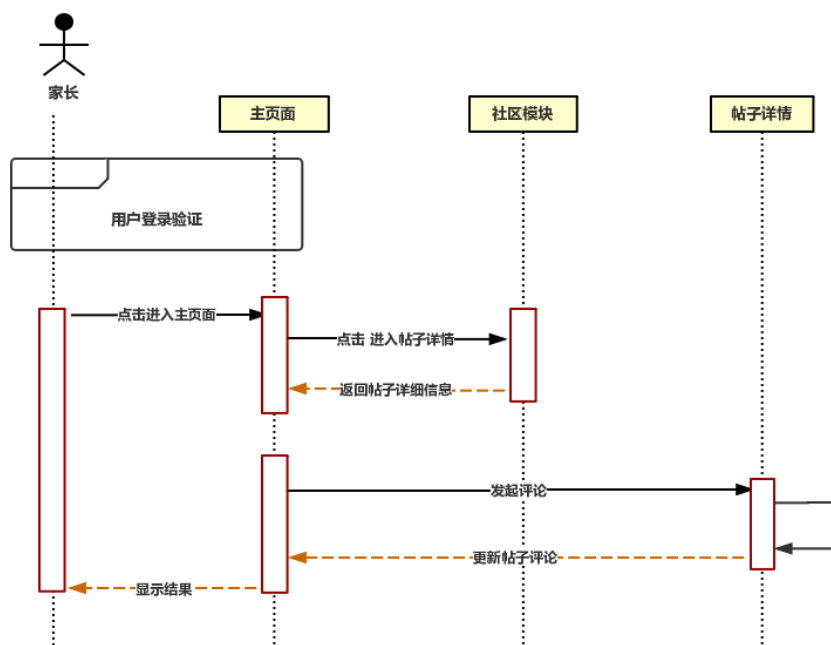 家长
主页面
社区模块
帖子详情
用户登录验证
点击进入主页面
点击 进入帖子详情
返回帖子详细信息
发起评论
更新帖子评论
显示结果